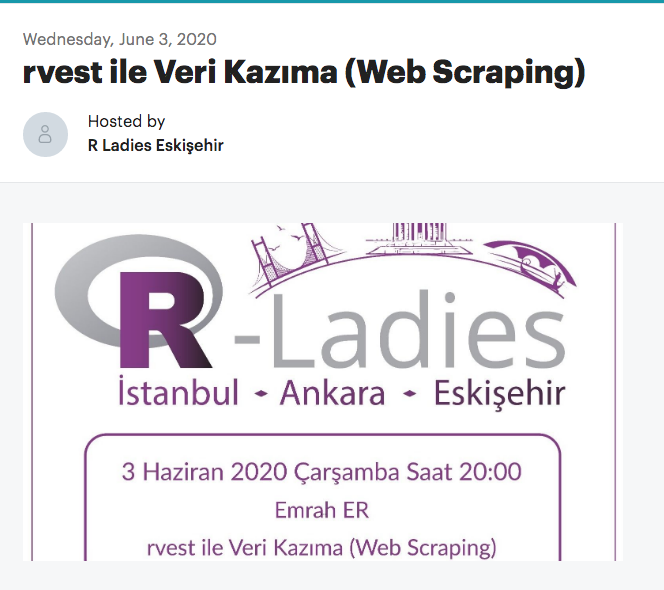 Wednesday, June 3, 2020
rvest ile Veri Kazıma (Web Scraping)
Hosted by
R Ladies Eskişehir
R-Ladies
İstanbul - Ankara - Eskişehir
3 Haziran 2020 Çarşamba Saat 20:00
Emrah ER
rvest ile Veri Kazıma (Web Scraping)